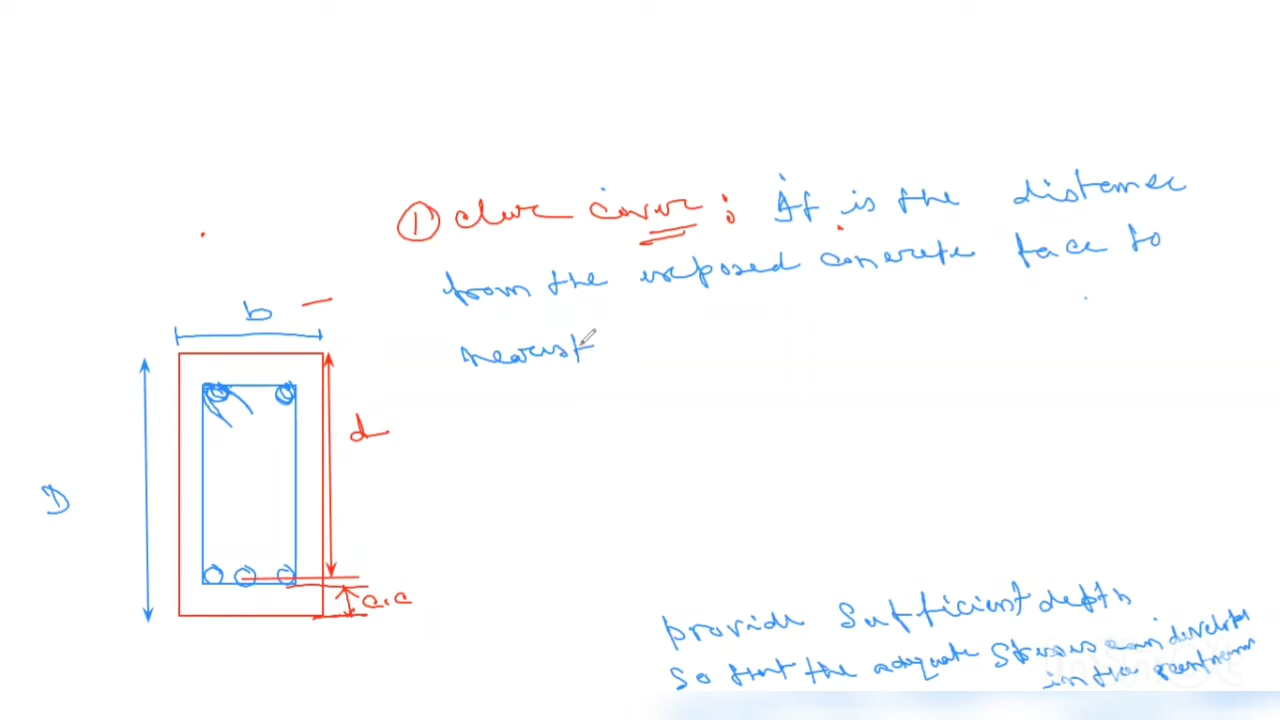 ① clear cover : It is the distance
from the exposed concrete face to
nearest
b
d
D
c.c
provide sufficient depth
so that the adequate stresses can develop
in the